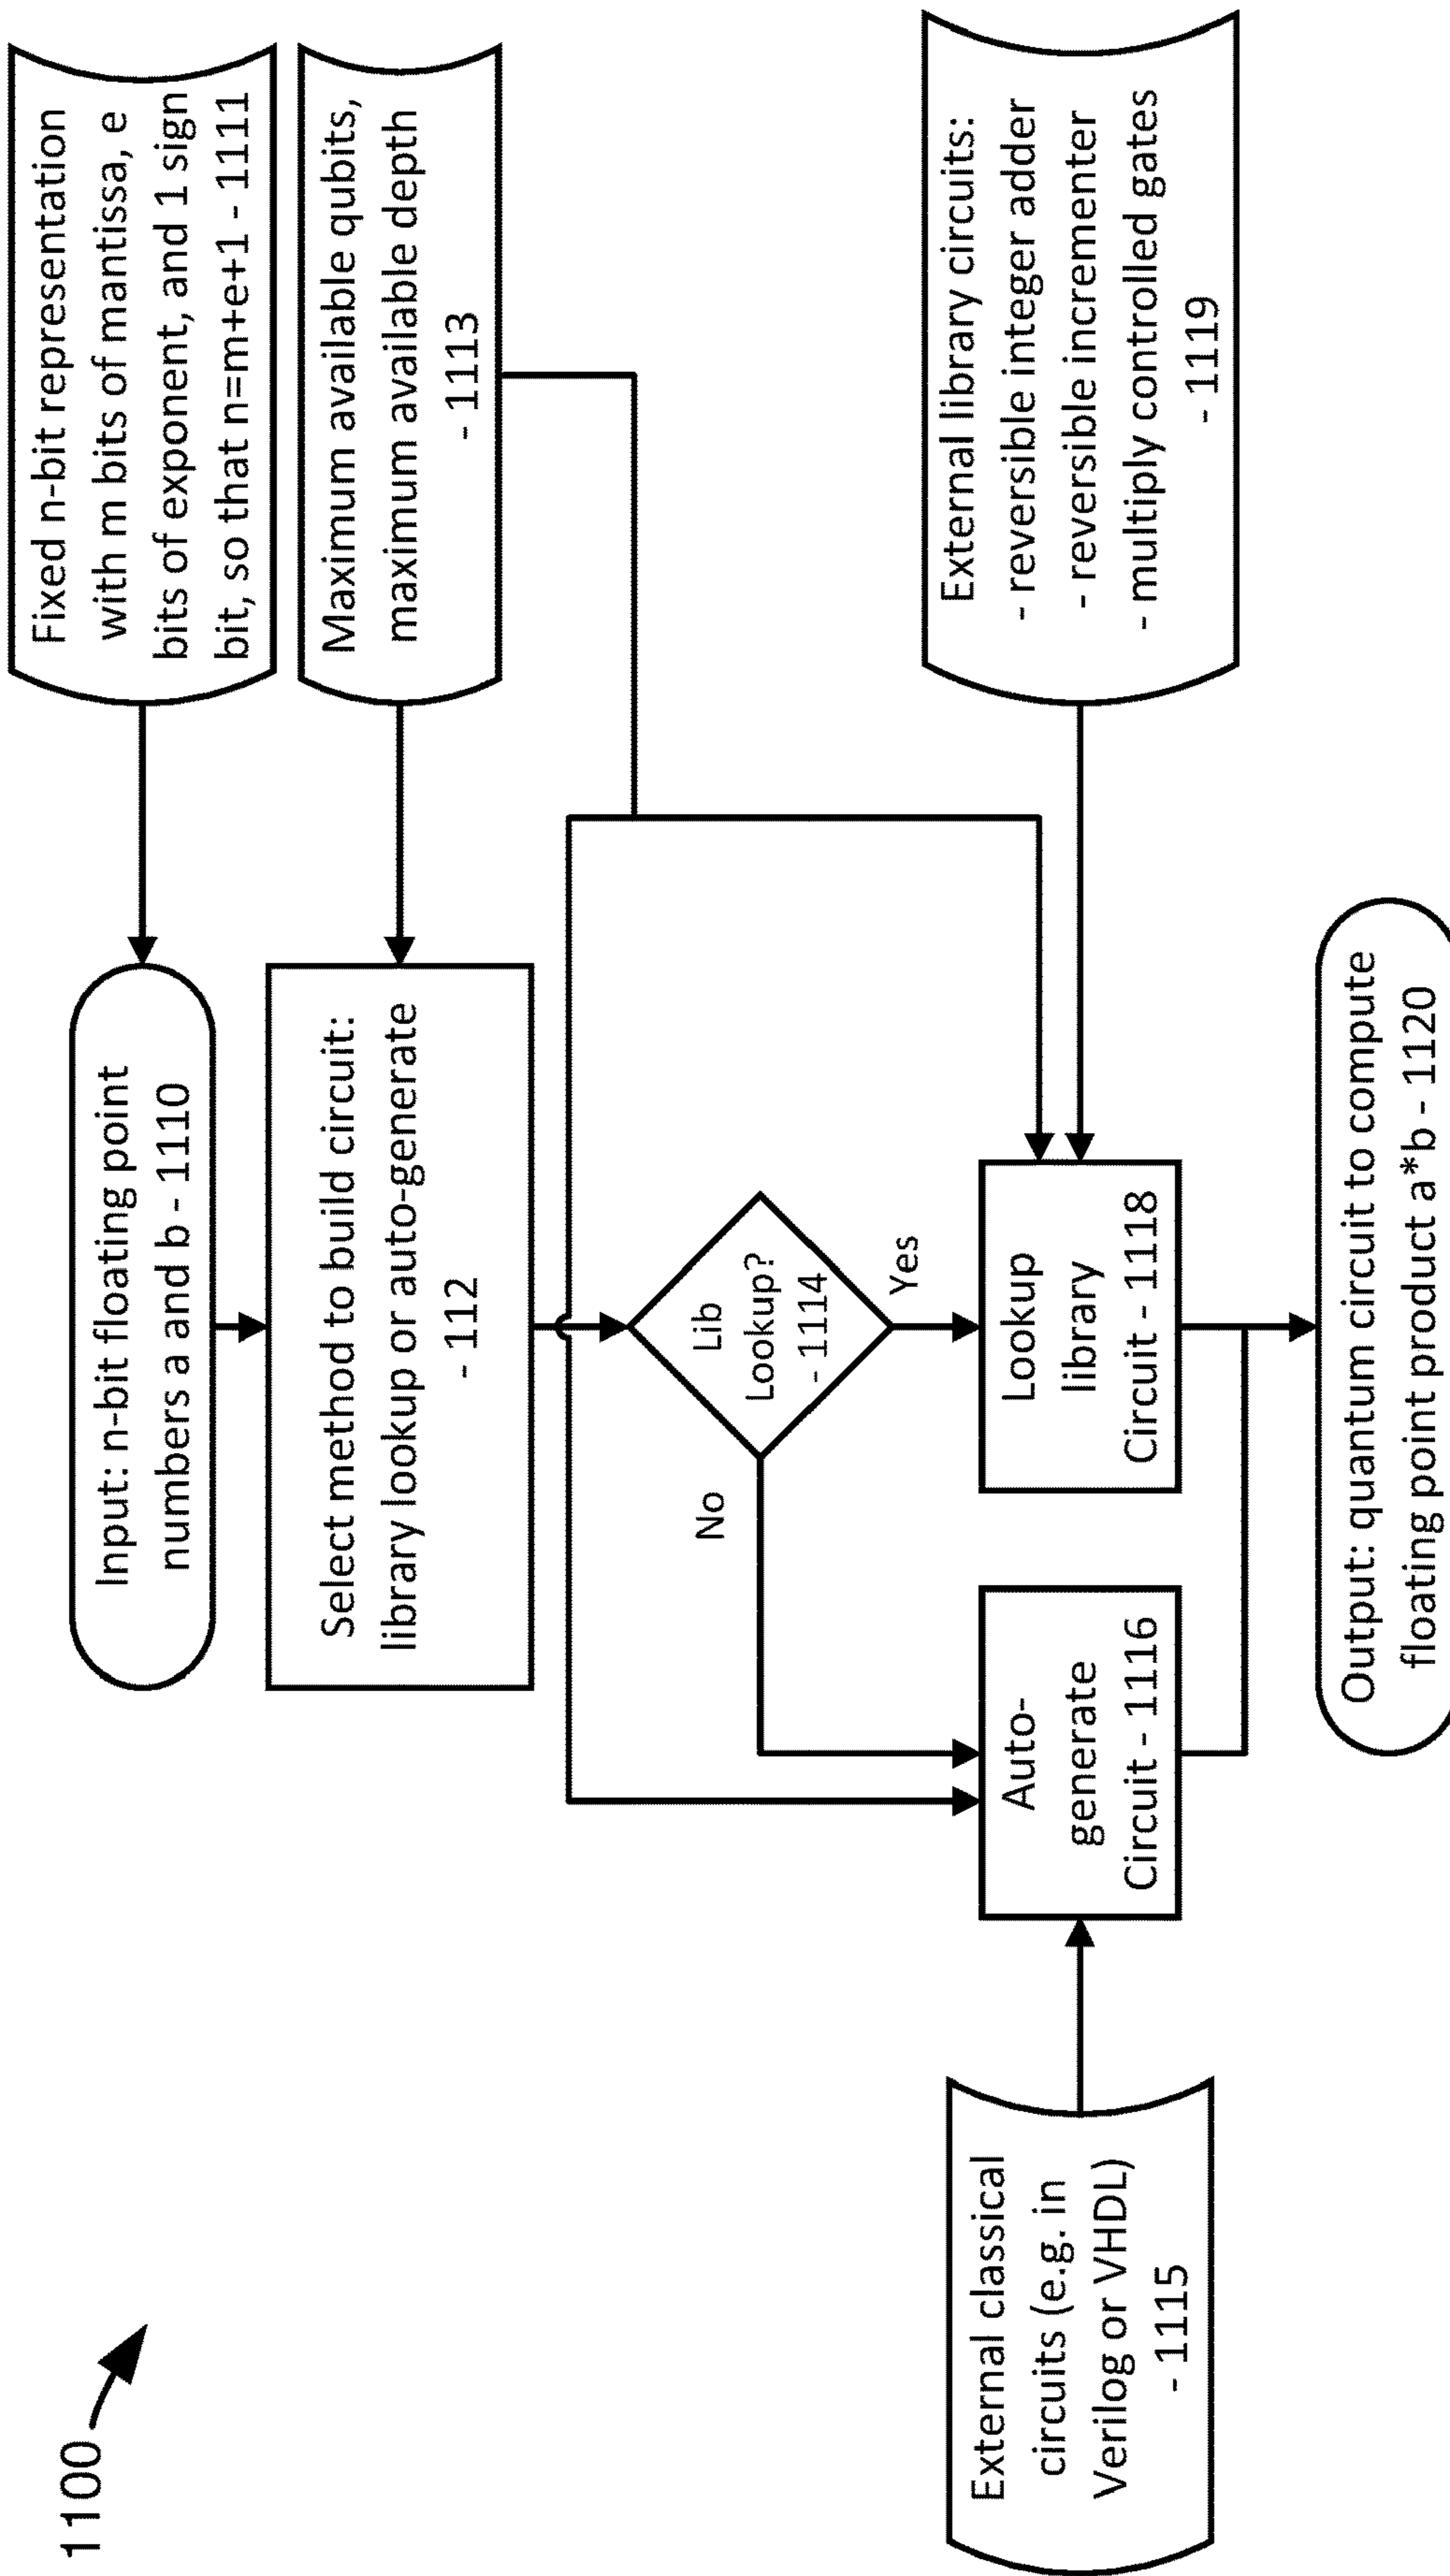 1100
Input: n-bit floating point
numbers a and b - 1110
Fixed n-bit representation
with m bits of mantissa, e
bits of exponent, and 1 sign
bit, so that n=m+e+1 - 1111
Select method to build circuit:
library lookup or auto-generate
- 112
Maximum available qubits,
maximum available depth
- 1113
Lib
Lookup?
- 1114
No
Yes
External classical
circuits (e.g. in
Verilog or VHDL)
- 1115
Auto-
generate
Circuit - 1116
Lookup
library
Circuit - 1118
External library circuits:
- reversible integer adder
- reversible incrementer
- multiply controlled gates
- 1119
Output: quantum circuit to compute
floating point product a*b - 1120